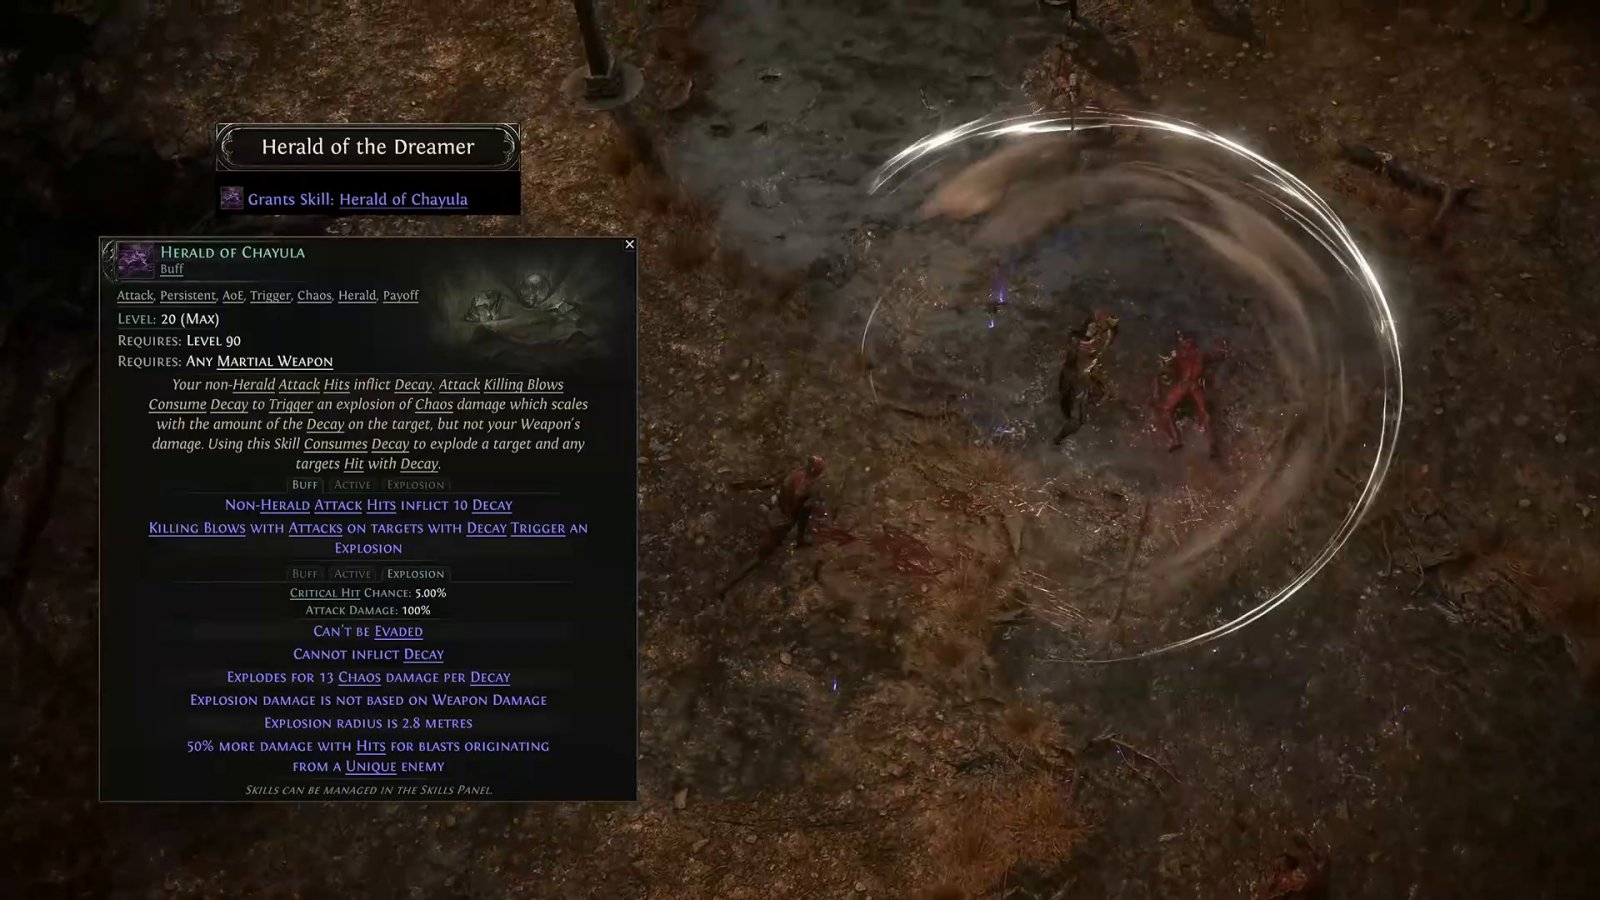 Herald of the Dreamer
Grants Skill: Herald of Chayula
Herald of Chayula
Buff
Attack, Persistent, AoE, Trigger, Chaos, Herald, Payoff
Level: 20 (Max)
Requires: Level 90
Requires: Any Martial Weapon
Your non-Herald Attack Hits inflict Decay. Attack Killing Blows
Consume Decay to Trigger an explosion of Chaos damage which scales
with the amount of the Decay on the target, but not your Weapon's
damage. Using this Skill Consumes Decay to explode a target and any
targets Hit with Decay.
Buff Active Explosion
Non-Herald Attack Hits inflict 10 Decay
Killing Blows with Attacks on targets with Decay Trigger an
Explosion
Buff Active Explosion
Critical Hit Chance: 5.00%
Attack Damage: 100%
Can't be Evaded
Cannot inflict Decay
Explodes for 13 Chaos damage per Decay
Explosion damage is not based on Weapon Damage
Explosion radius is 2.8 metres
50% more damage with Hits for blasts originating
from a Unique enemy
Skills can be managed in the Skills Panel.